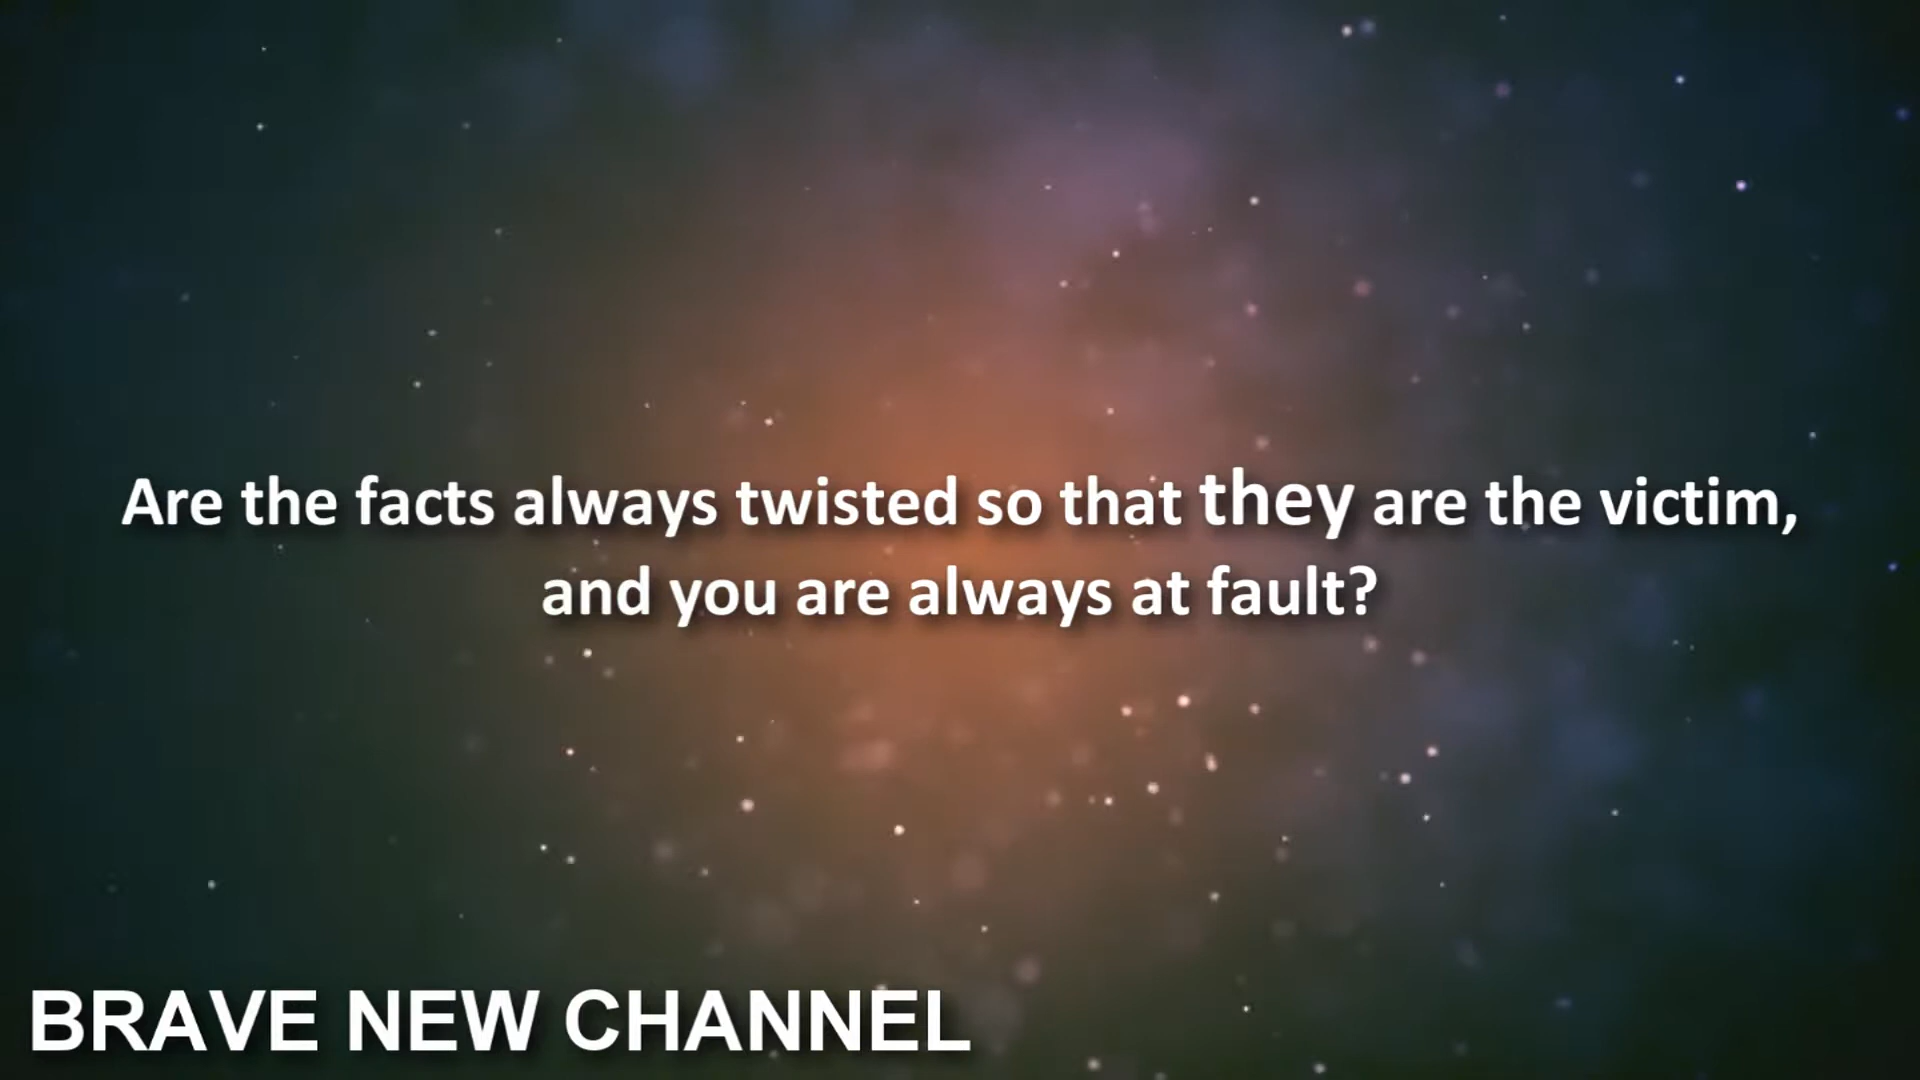 Are the facts always twisted so that they are the victim,
and you are always at fault?
BRAVE NEW CHANNEL